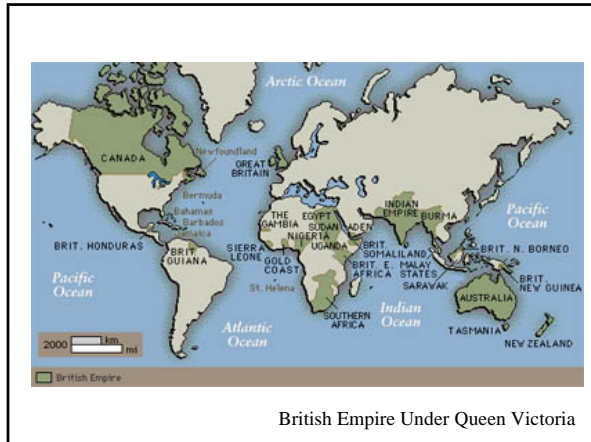 Arctic Ocean
CANADA
Newfoundland
GREAT
BRITAIN
Bermuda
Bahamas
Barbados
Jamaica
BRIT. HONDURAS
BRIT.
GUIANA
THE
GAMBIA
EGYPT
SUDAN
ADEN
NIGERIA
UGANDA
INDIAN
EMPIRE
BURMA
Pacific
Ocean
SIERRA
LEONE
GOLD
COAST
BRIT.
SOMALILAND
BRIT. E.
AFRICA
MALAY
STATES
SARAWAK
BRIT. N. BORNEO
BRIT.
NEW GUINEA
Pacific
Ocean
St. Helena
Atlantic
Ocean
SOUTHERN
AFRICA
Indian
Ocean
AUSTRALIA
TASMANIA
NEW ZEALAND
2000 km
mi
British Empire
British Empire Under Queen Victoria